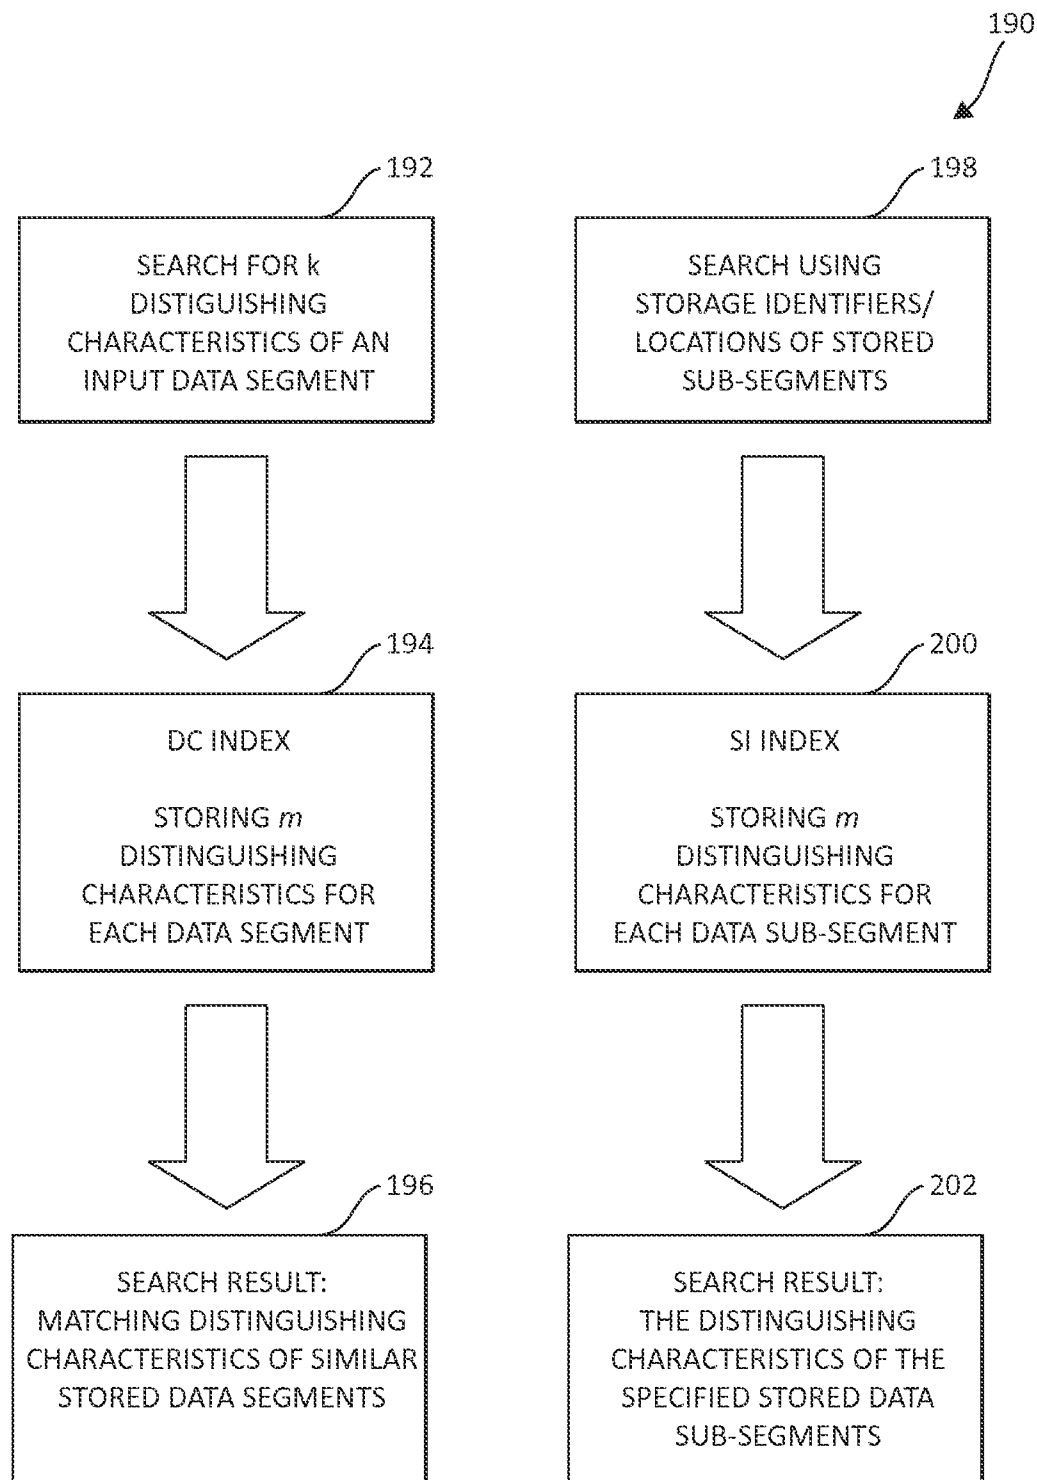 190
192
SEARCH FOR k
DISTIGUISHING
CHARACTERISTICS OF AN
INPUT DATA SEGMENT
198
SEARCH USING
STORAGE IDENTIFIERS/
LOCATIONS OF STORED
SUB-SEGMENTS
194
DC INDEX
STORING m
DISTINGUISHING
CHARACTERISTICS FOR
EACH DATA SEGMENT
200
SI INDEX
STORING m
DISTINGUISHING
CHARACTERISTICS FOR
EACH DATA SUB-SEGMENT
196
SEARCH RESULT:
MATCHING DISTINGUISHING
CHARACTERISTICS OF SIMILAR
STORED DATA SEGMENTS
202
SEARCH RESULT:
THE DISTINGUISHING
CHARACTERISTICS OF THE
SPECIFIED STORED DATA
SUB-SEGMENTS